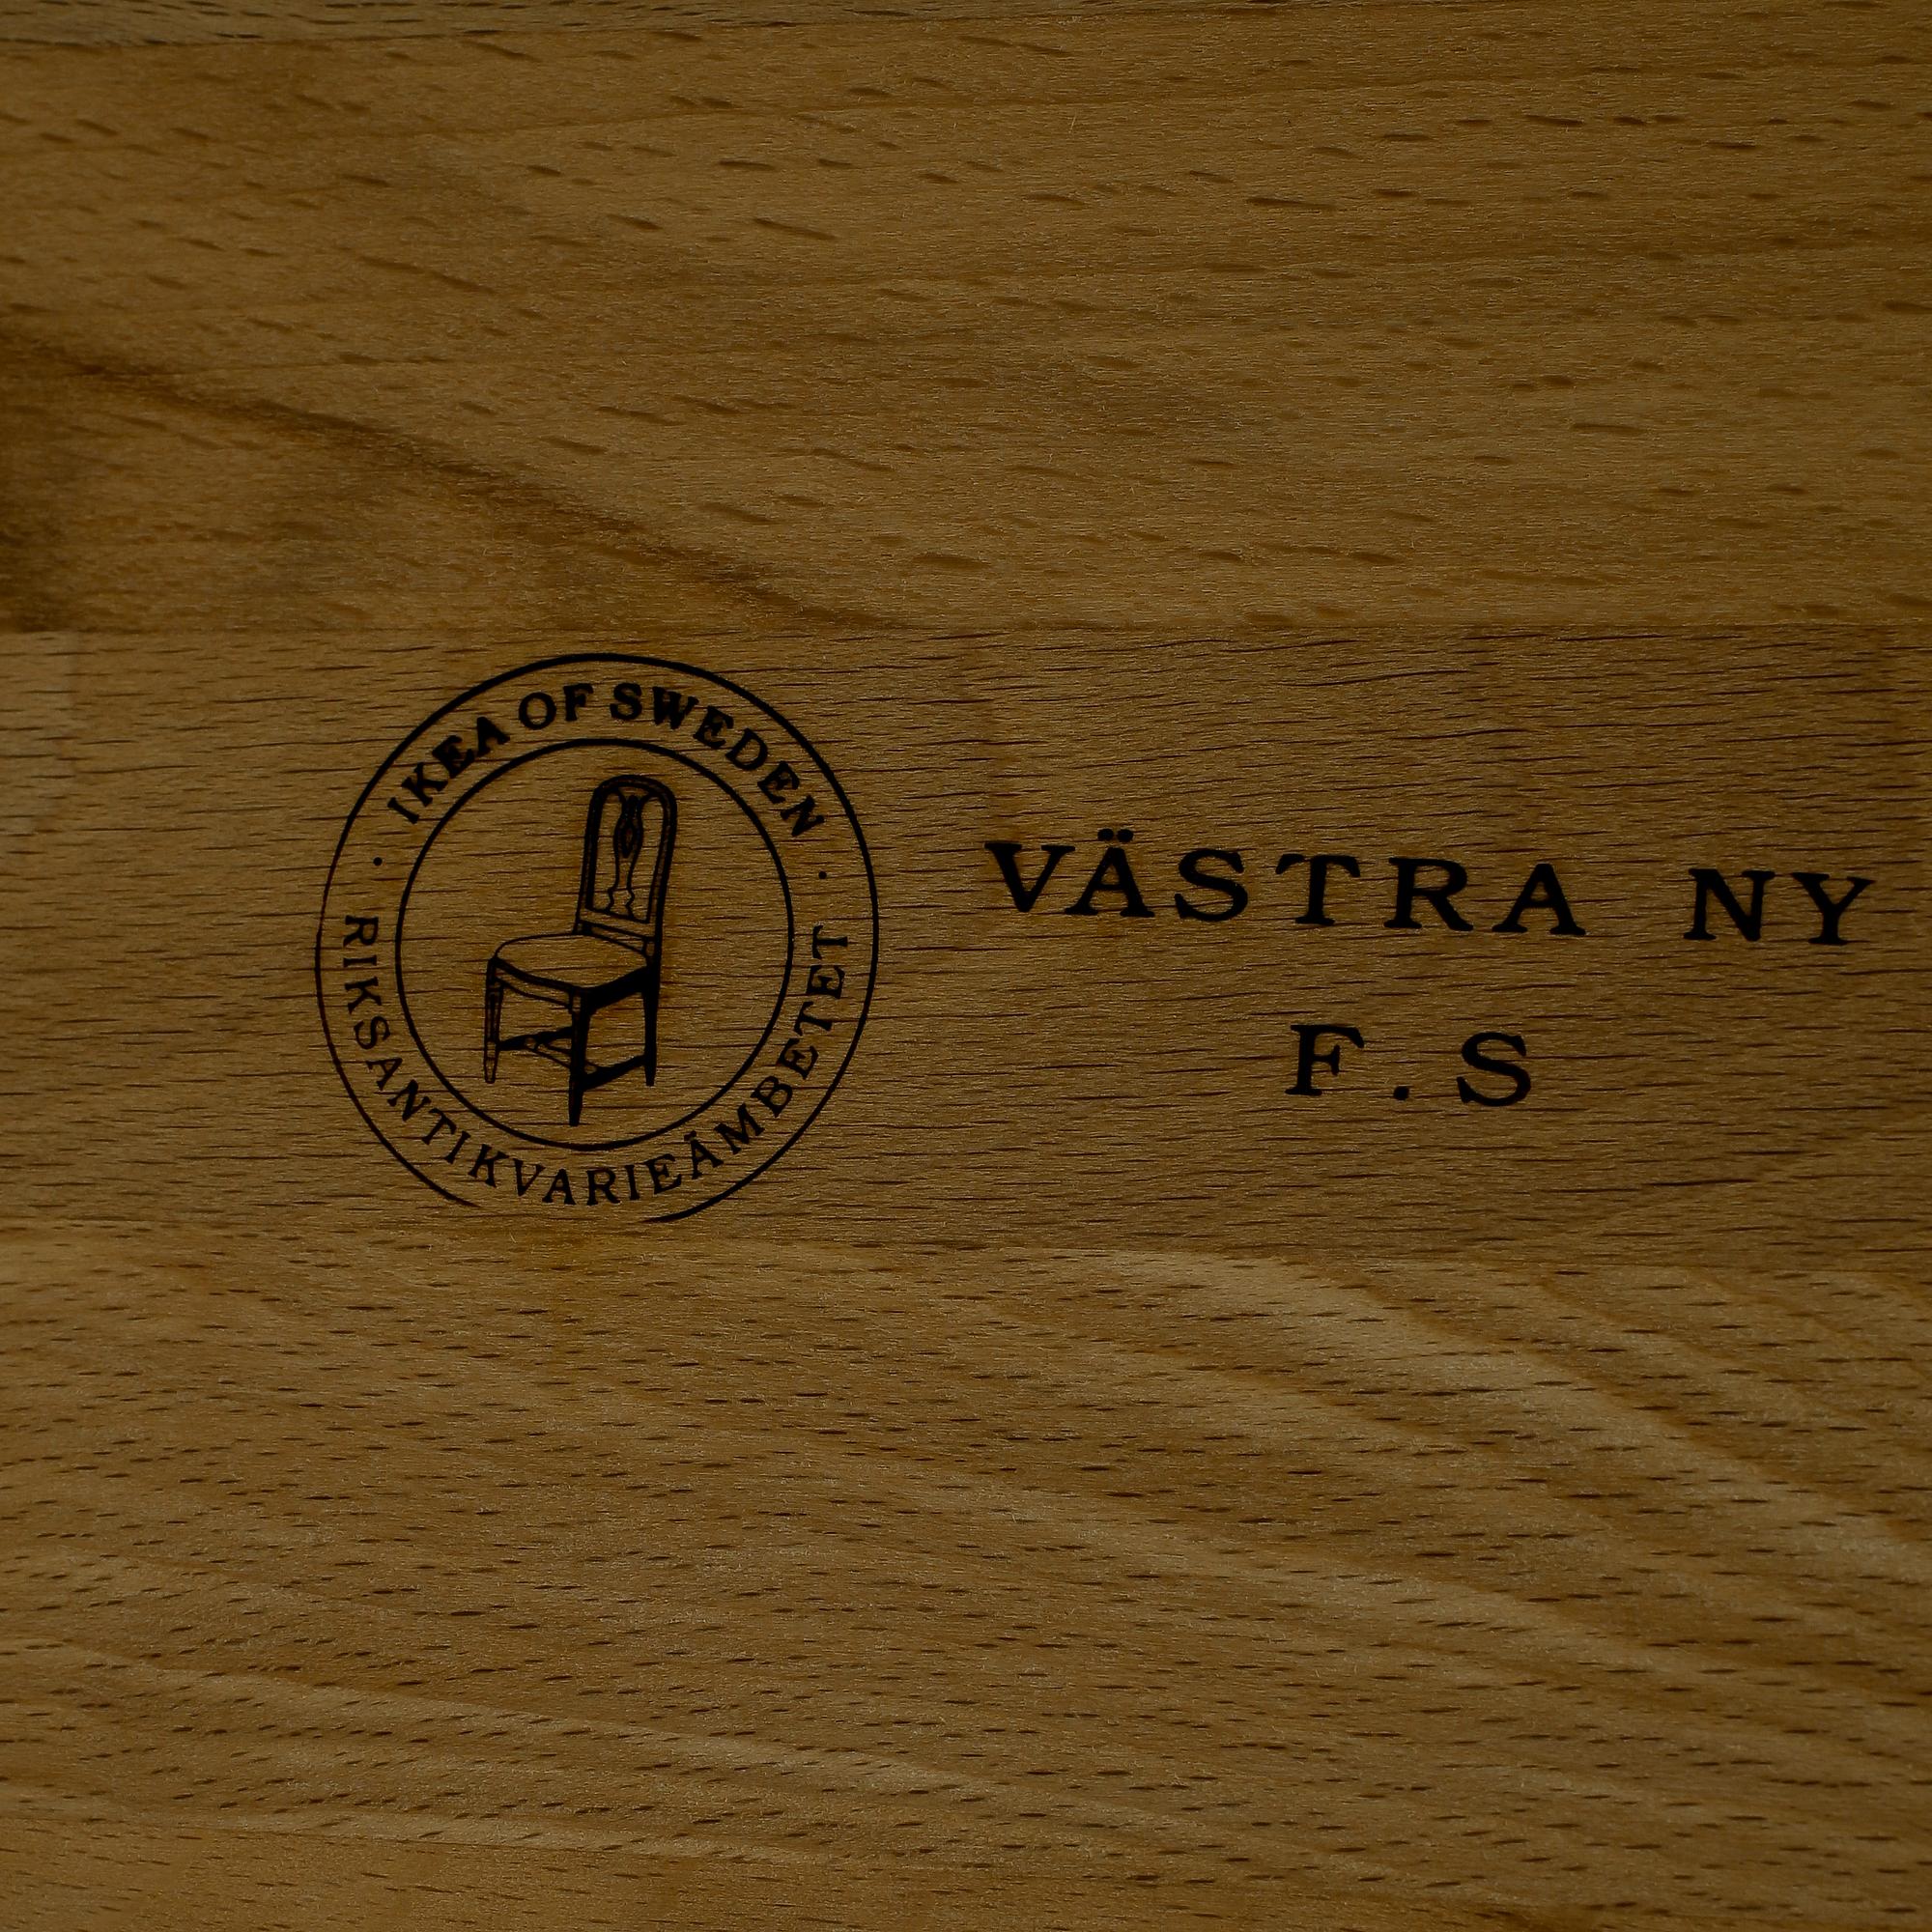 · IKEA OF SWEDEN ·
RIKSANTIKVARIEÄMBETET
VÄSTRA NY
F.S